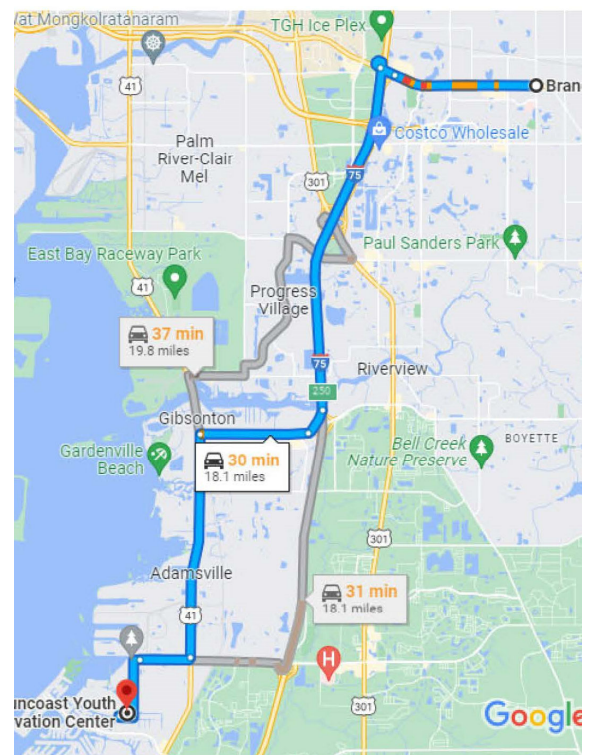 at Mongkolratanaram
TGH Ice Plex
41
Bran
Palm
River-Clair
Mel
Costco Wholesale
301
75
Paul Sanders Park
East Bay Raceway Park
41
Progress
Village
37 min
19.8 miles
75
Riverview
250
Gibsonton
BOYETTE
Bell Creek
Nature Preserve
Gardenville
Beach
30 min
18.1 miles
301
301
Adamsville
31 min
18.1 miles
41
H
uncoast Youth
vation Center
Google